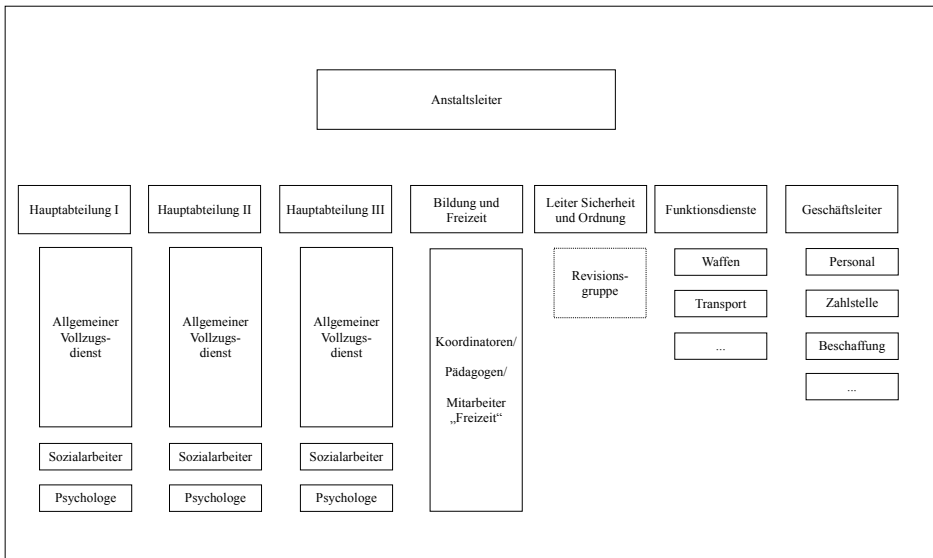 Anstaltsleiter
Hauptabteilung I
Hauptabteilung II
Hauptabteilung III
Bildung und
Freizeit
Leiter Sicherheit
und Ordnung
Funktionsdienste
Geschäftsleiter
Allgemeiner
Vollzugs-
dienst
Sozialarbeiter
Psychologe
Allgemeiner
Vollzugs-
dienst
Sozialarbeiter
Psychologe
Allgemeiner
Vollzugs-
dienst
Sozialarbeiter
Psychologe
Koordinatoren/
Pädagogen/
Mitarbeiter
„Freizeit“
Revisions-
gruppe
Waffen
Transport
...
Personal
Zahlstelle
Beschaffung
...